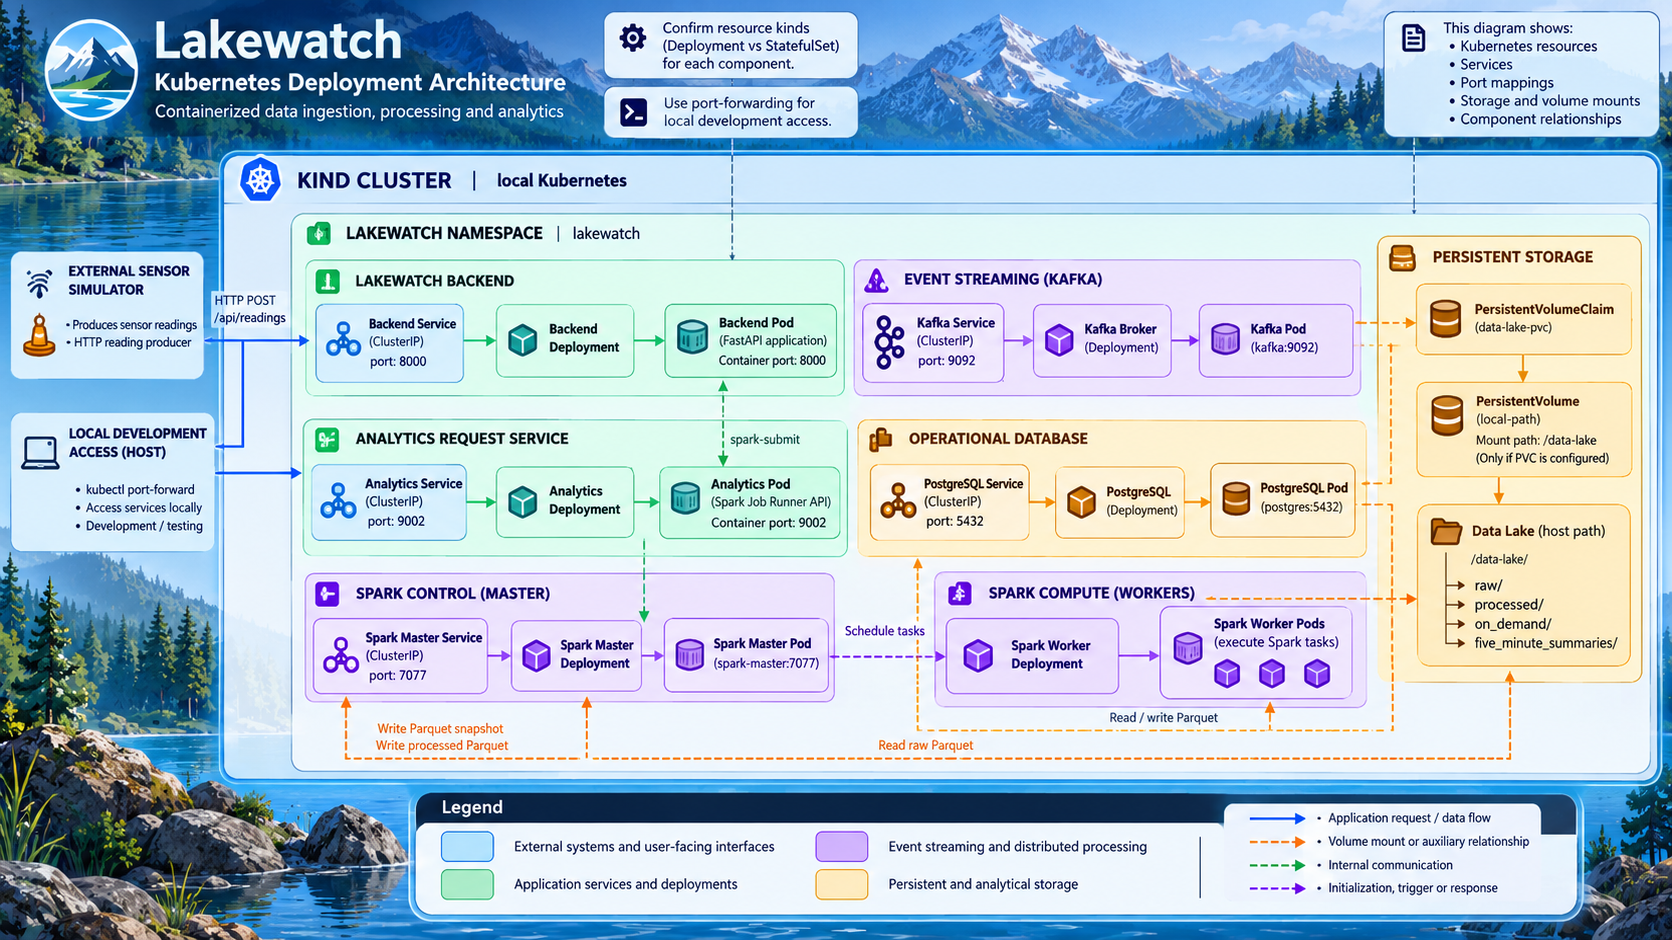 Lakewatch
Kubernetes Deployment Architecture
Containerized data ingestion, processing and analytics
Confirm resource kinds
(Deployment vs StatefulSet)
for each component.
Use port-forwarding for
local development access.
This diagram shows:
• Kubernetes resources
• Services
• Port mappings
• Storage and volume mounts
• Component relationships
KIND CLUSTER | local Kubernetes
LAKEWATCH NAMESPACE | lakewatch
EXTERNAL SENSOR
SIMULATOR
• Produces sensor readings
• HTTP reading producer
HTTP POST
/api/readings
LOCAL DEVELOPMENT
ACCESS (HOST)
• kubectl port-forward
• Access services locally
• Development / testing
LAKEWATCH BACKEND
Backend Service
(ClusterIP)
port: 8000
Backend
Deployment
Backend Pod
(FastAPI application)
Container port: 8000
EVENT STREAMING (KAFKA)
Kafka Service
(ClusterIP)
port: 9092
Kafka Broker
(Deployment)
Kafka Pod
(kafka:9092)
PERSISTENT STORAGE
PersistentVolumeClaim
(data-lake-pvc)
PersistentVolume
(local-path)
Mount path: /data-lake
(Only if PVC is configured)
Data Lake (host path)
/data-lake/
raw/
processed/
on_demand/
five_minute_summaries/
spark-submit
ANALYTICS REQUEST SERVICE
Analytics Service
(ClusterIP)
port: 9002
Analytics
Deployment
Analytics Pod
(Spark Job Runner API)
Container port: 9002
OPERATIONAL DATABASE
PostgreSQL Service
(ClusterIP)
port: 5432
PostgreSQL
(Deployment)
PostgreSQL Pod
(postgres:5432)
SPARK CONTROL (MASTER)
Spark Master Service
(ClusterIP)
port: 7077
Spark Master
Deployment
Spark Master Pod
(spark-master:7077)
Schedule tasks
SPARK COMPUTE (WORKERS)
Spark Worker
Deployment
Spark Worker Pods
(execute Spark tasks)
Write Parquet snapshot
Write processed Parquet
Read raw Parquet
Read / write Parquet
Legend
External systems and user-facing interfaces
Application services and deployments
Event streaming and distributed processing
Persistent and analytical storage
• Application request / data flow
• Volume mount or auxiliary relationship
• Internal communication
• Initialization, trigger or response